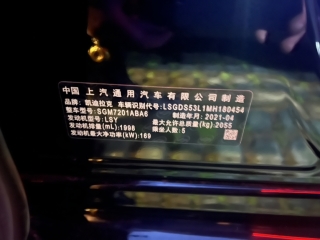 中国 上汽通用汽车有限公司制造
品牌: 凯迪拉克 车辆识别代号: LSGDS53L1MH180454
整车型号: SGM7201ABA6 制造年月: 2021-04
发动机型号: LSY 最大允许总质量(kg): 2055
发动机排量(mL): 1998 乘坐人数: 5
发动机最大净功率(kW): 169